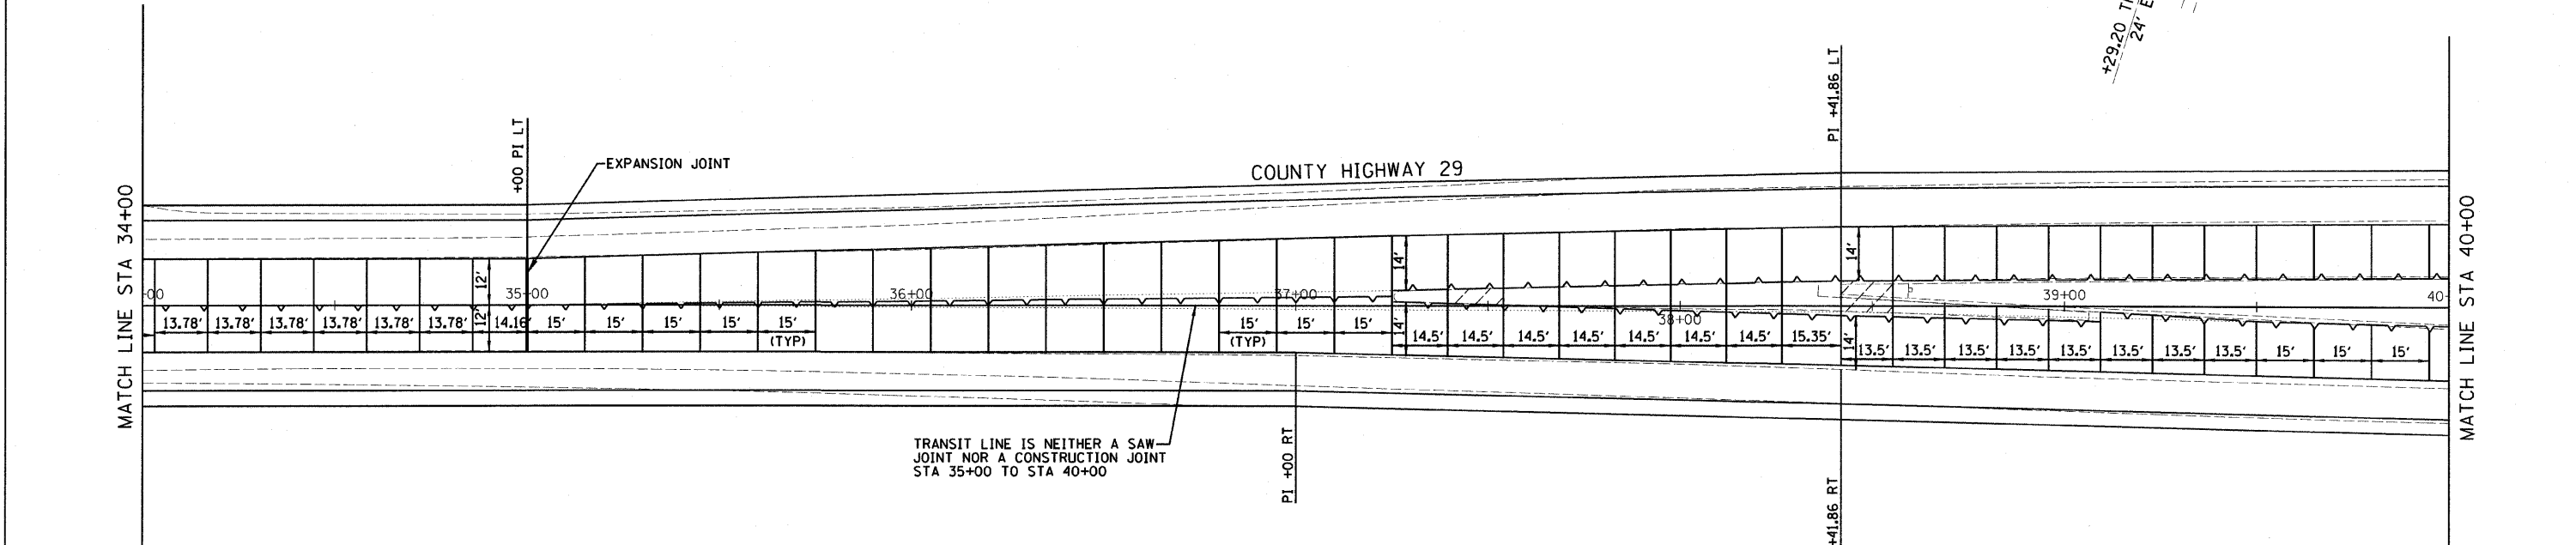 +29.20
24'
+00 PI LT
EXPANSION JOINT
PI +41.86 LT
COUNTY HIGHWAY 29
MATCH LINE STA 34+00
MATCH LINE STA 40+00
12'
14'
14'
+00
35+00
36+00
37+00
38+00
39+00
40
12'
14'
14'
13.78' 13.78' 13.78' 13.78' 13.78' 13.78' 14.16' 15' 15' 15' 15' 15' 15' 15' 15' 14.5' 14.5' 14.5' 14.5' 14.5' 14.5' 14.5' 15.35' 13.5' 13.5' 13.5' 13.5' 13.5' 13.5' 13.5' 13.5' 15' 15' 15'
(TYP) (TYP)
TRANSIT LINE IS NEITHER A SAW
JOINT NOR A CONSTRUCTION JOINT
STA 35+00 TO STA 40+00
PI +00 RT
+41.86 RT